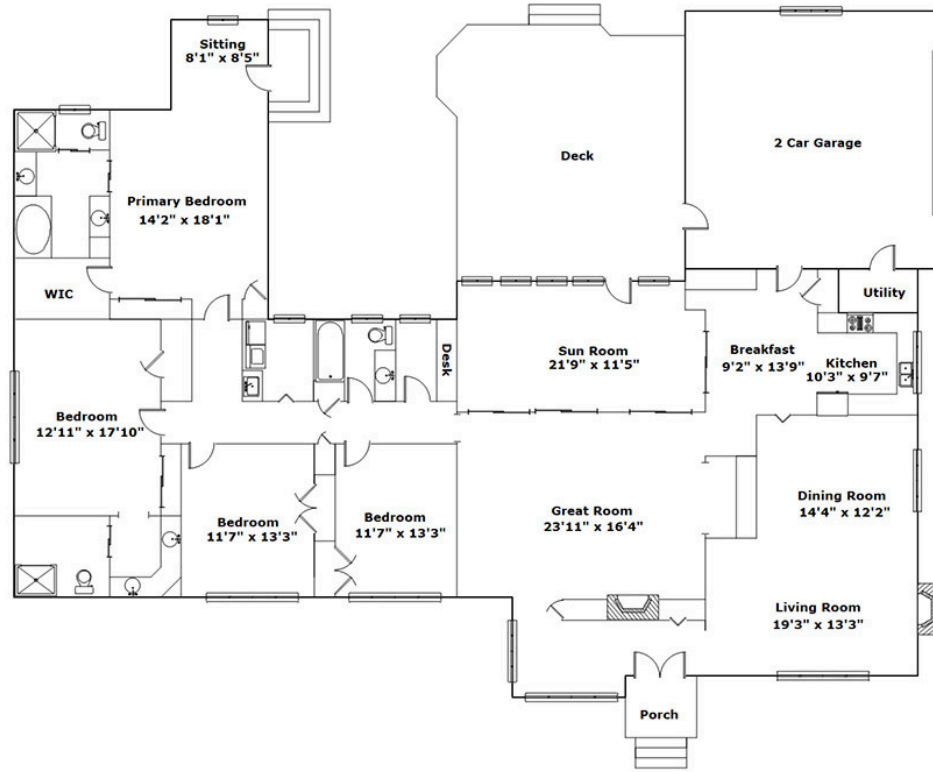 Sitting
8'1" x 8'5"
2 Car Garage
Deck
Primary Bedroom
14'2" x 18'1"
WIC
Utility
Desk
Sun Room
21'9" x 11'5"
Breakfast
9'2" x 13'9"
Kitchen
10'3" x 9'7"
Bedroom
12'11" x 17'10"
Bedroom
11'7" x 13'3"
Bedroom
11'7" x 13'3"
Great Room
23'11" x 16'4"
Dining Room
14'4" x 12'2"
Living Room
19'3" x 13'3"
Porch